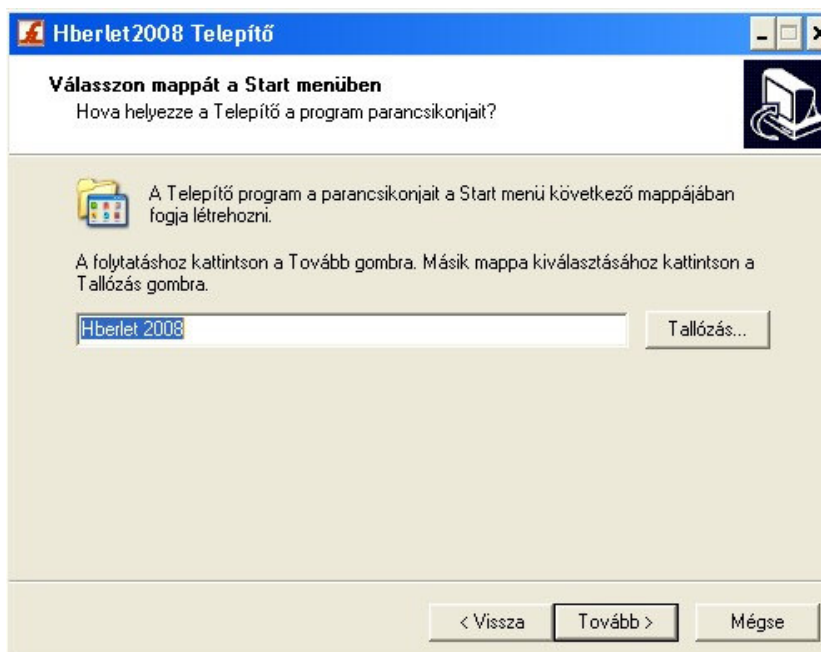 Hberlet2008 Telepítő
Válasszon mappát a Start menüben
Hova helyezze a Telepítő a program parancsikonjait?
A Telepítő program a parancsikonjait a Start menü következő mappájában
fogja létrehozni.
A folytatáshoz kattintson a Tovább gombra. Másik mappa kiválasztásához kattintson a
Tallózás gombra.
Hberlet 2008
Tallózás...
< Vissza
Tovább >
Mégse